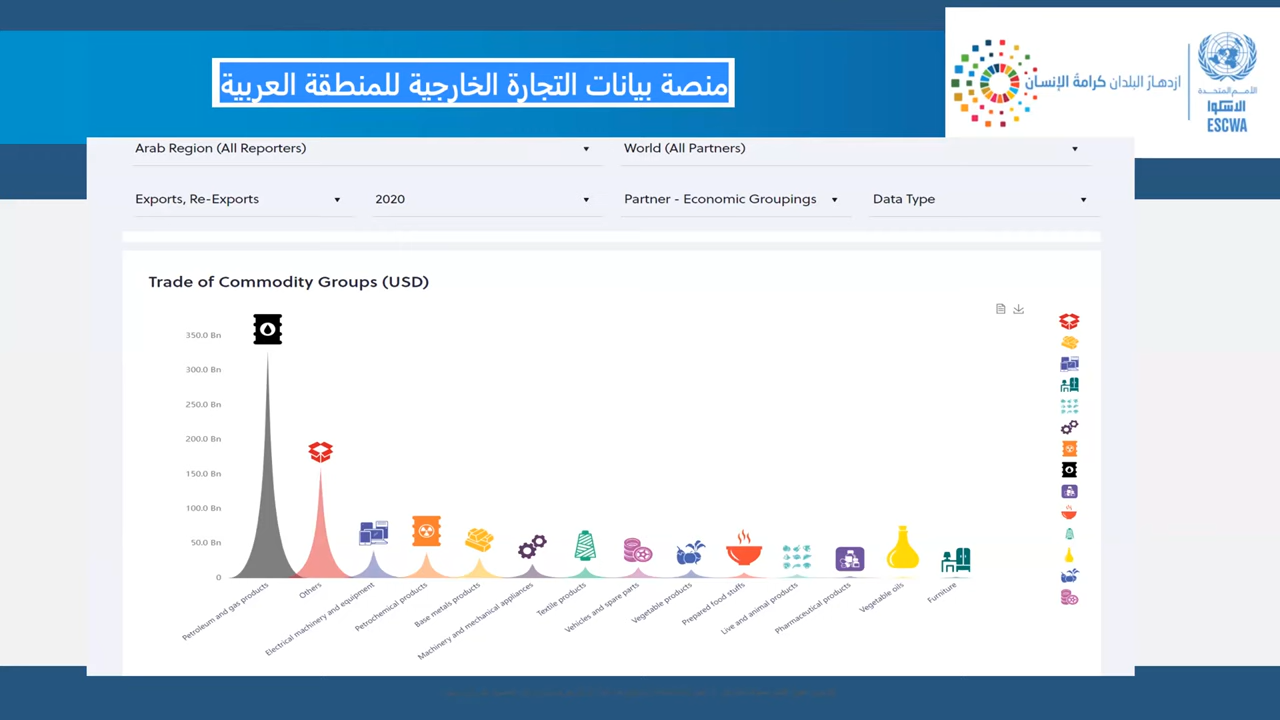 منصة بيانات التجارة الخارجية للمنطقة العربية
ازدهارُ البلدان كرامةُ الإنسان
الأمم المتحدة
الاسكوا
ESCWA
Arab Region (All Reporters)
World (All Partners)
Exports, Re-Exports
2020
Partner - Economic Groupings
Data Type
Trade of Commodity Groups (USD)
350.0 Bn
300.0 Bn
250.0 Bn
200.0 Bn
150.0 Bn
100.0 Bn
50.0 Bn
0
Petroleum and gas products
Others
Electrical machinery and equipment
Petrochemical products
Base metals products
Machinery and mechanical appliances
Textile products
Vehicles and spare parts
Vegetable products
Prepared food stuffs
Live and animal products
Pharmaceutical products
Vegetable oils
Furniture